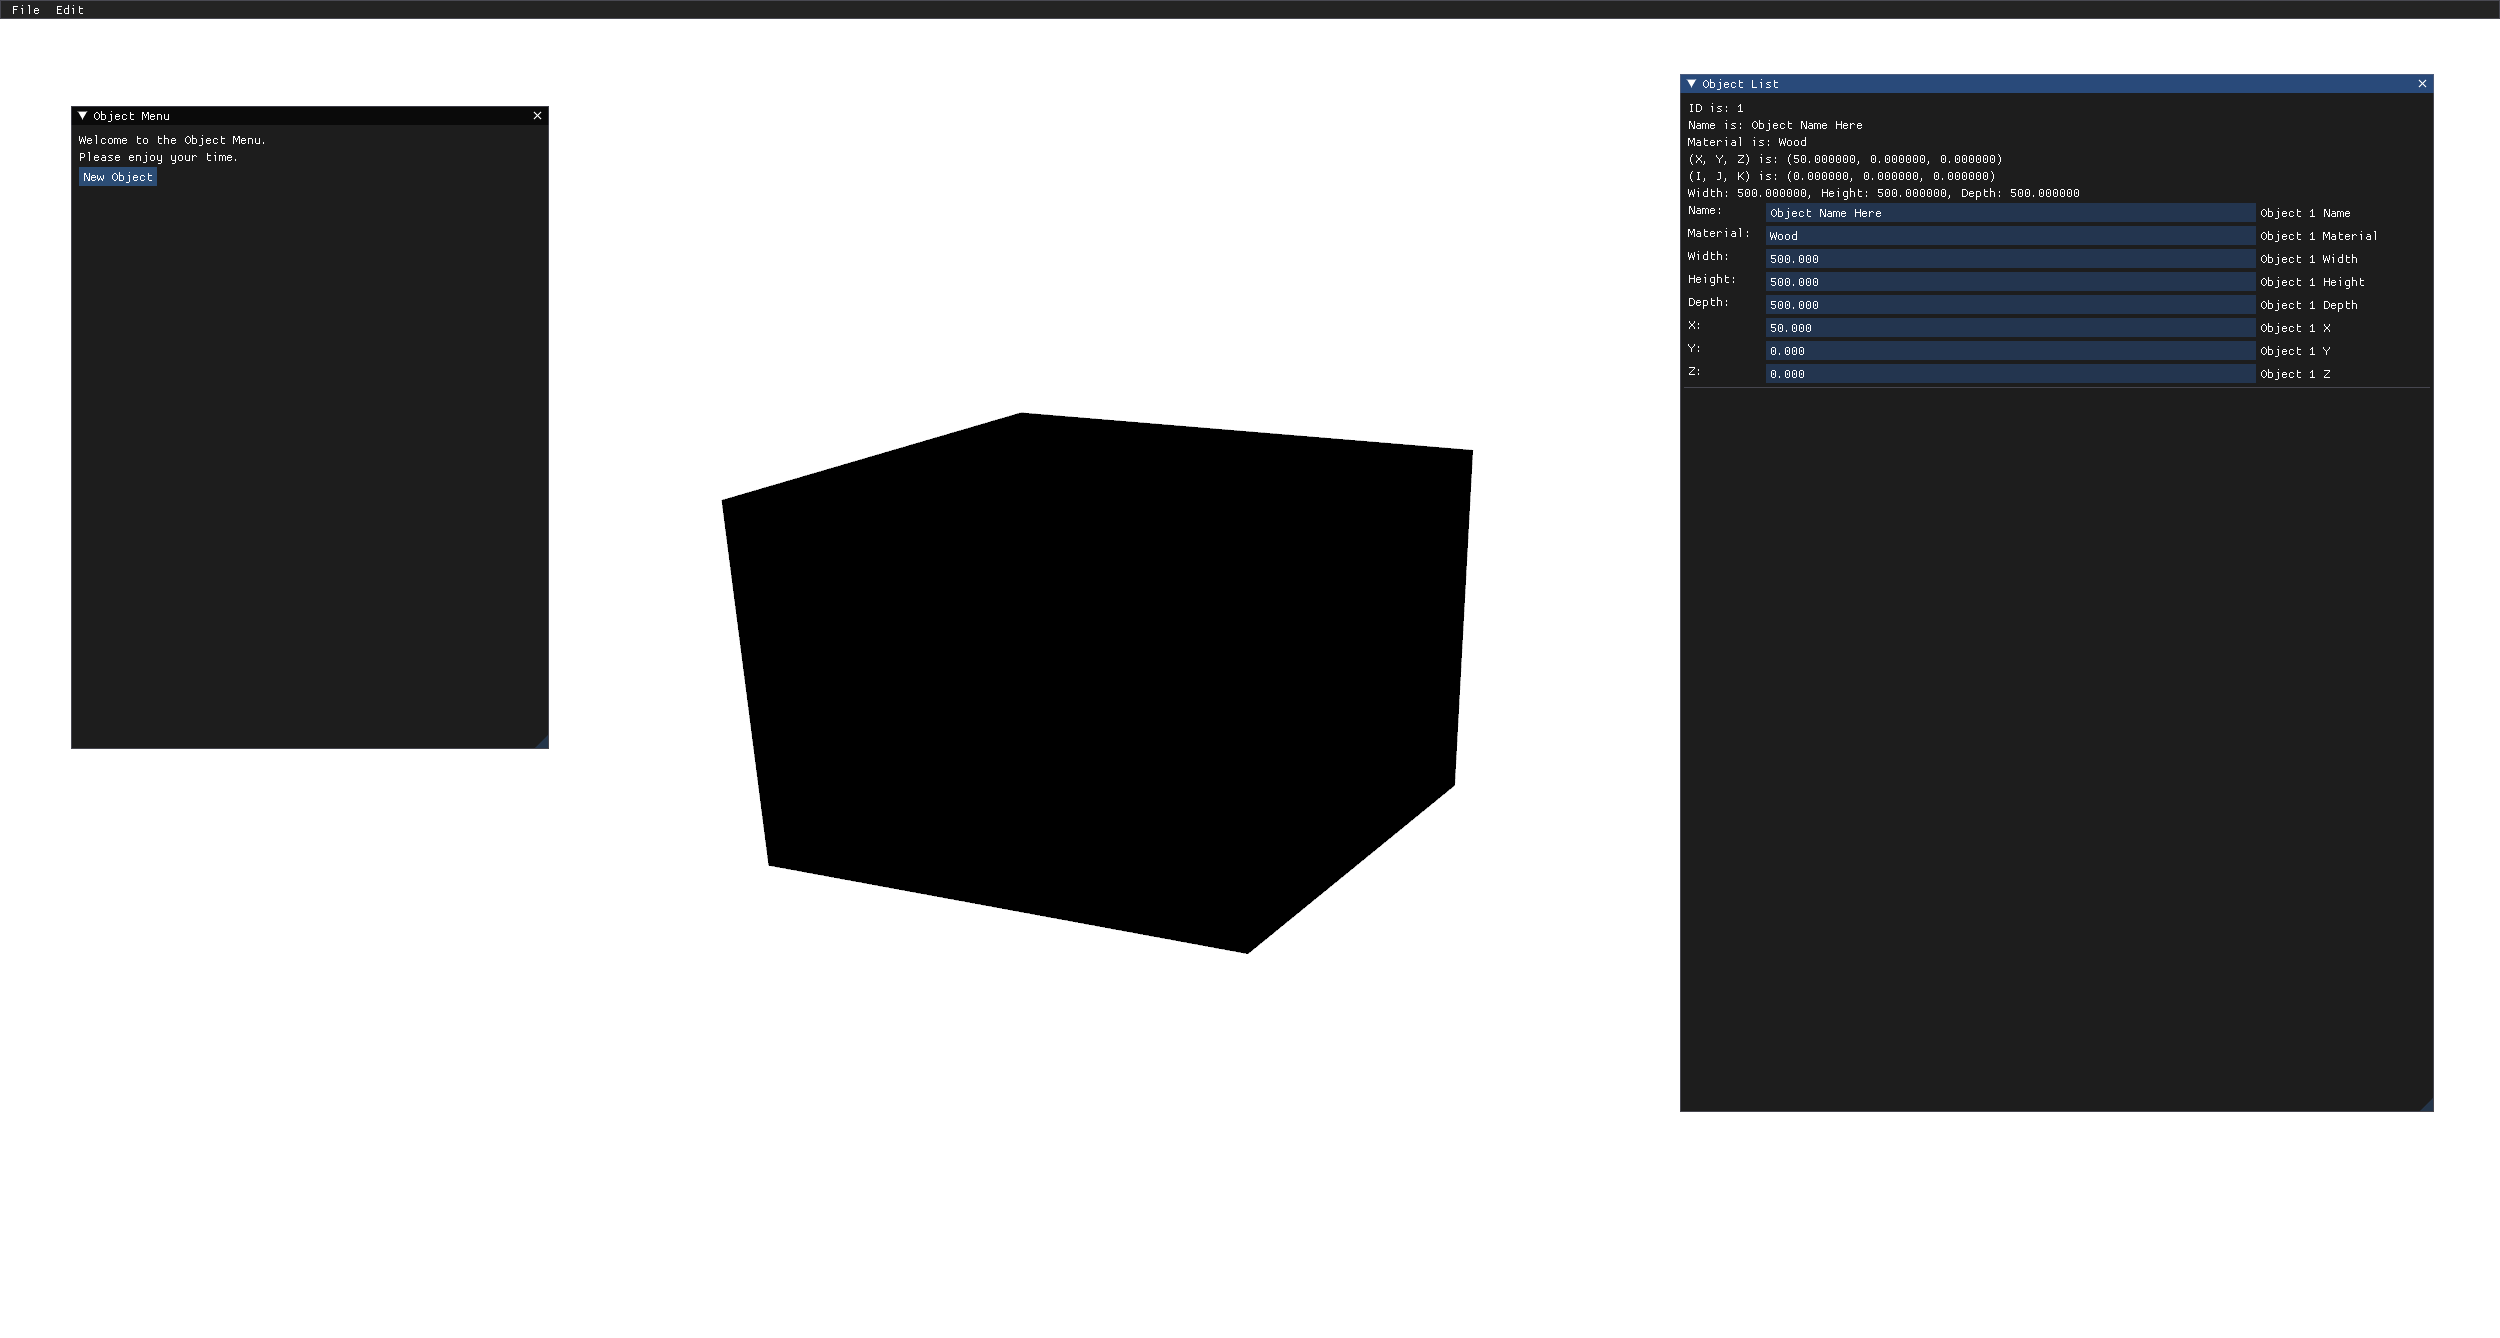 File Edit
Object Menu
Welcome to the Object Menu.
Please enjoy your time.
New Object
Object List
ID is: 1
Name is: Object Name Here
Material is: Wood
(X, Y, Z) is: (50.000000, 0.000000, 0.000000)
(I, J, K) is: (0.000000, 0.000000, 0.000000)
Width: 500.000000, Height: 500.000000, Depth: 500.000000
Name: Object Name Here Object 1 Name
Material: Wood Object 1 Material
Width: 500.000 Object 1 Width
Height: 500.000 Object 1 Height
Depth: 500.000 Object 1 Depth
X: 50.000 Object 1 X
Y: 0.000 Object 1 Y
Z: 0.000 Object 1 Z